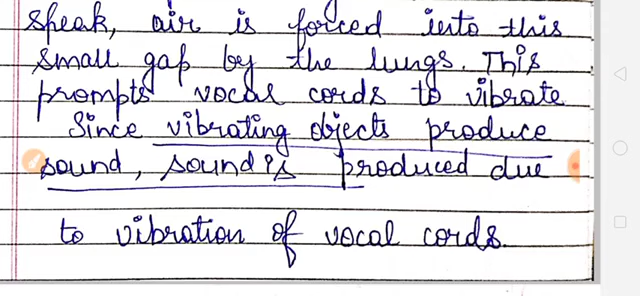 speak, air is forced into this
small gap by the lungs. This
prompts vocal cords to vibrate
Since vibrating objects produce
sound, sound is produced due
to vibration of vocal cords.